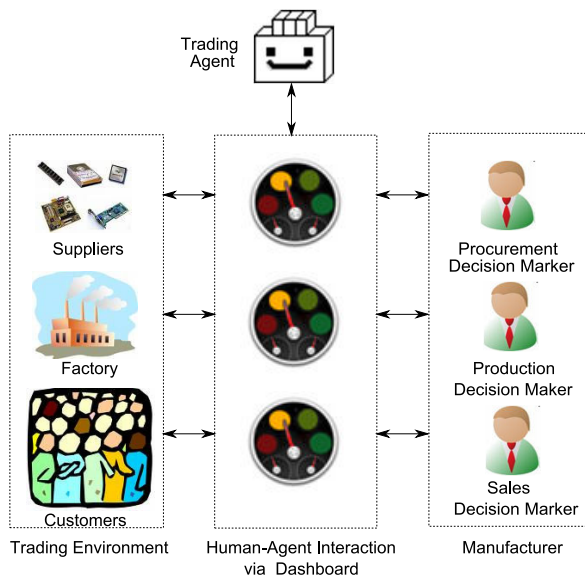 Trading
Agent
Suppliers
Factory
Customers
Procurement
Decision Marker
Production
Decision Maker
Sales
Decision Marker
Trading Environment
Human-Agent Interaction
via Dashboard
Manufacturer